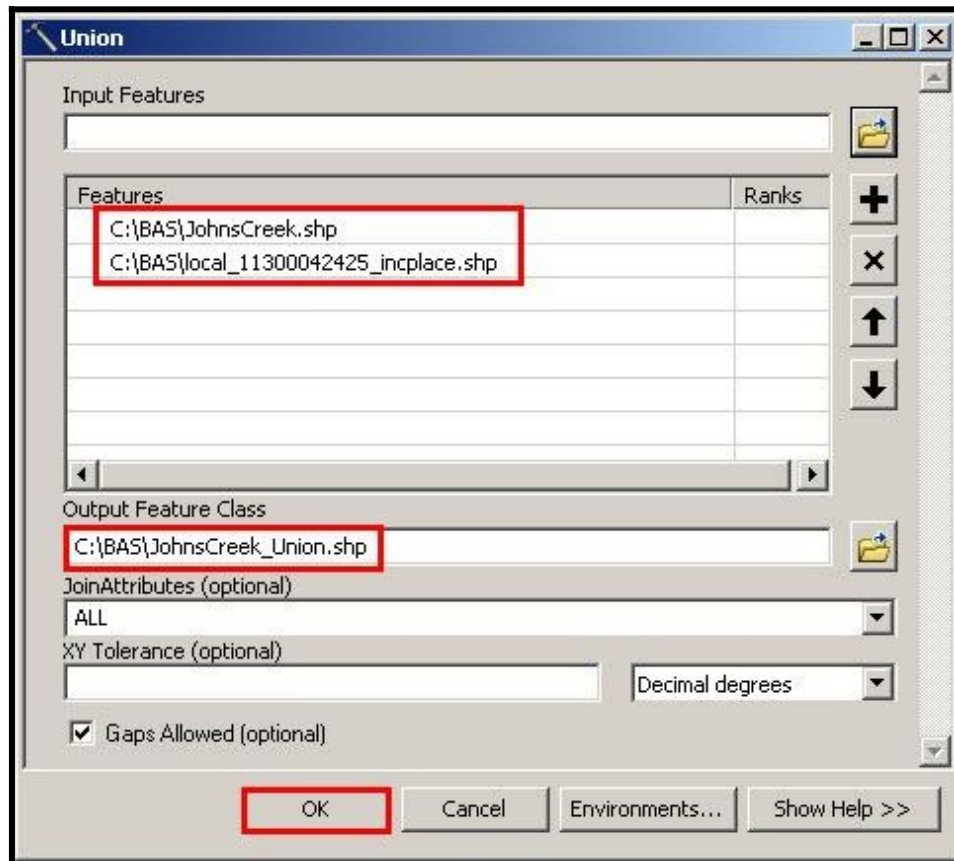 Union
Input Features
Features Ranks
C:\BAS\JohnsCreek.shp
C:\BAS\local_11300042425_incplace.shp
Output Feature Class
C:\BAS\JohnsCreek_Union.shp
JoinAttributes (optional)
ALL
XY Tolerance (optional)
Decimal degrees
Gaps Allowed (optional)
OK Cancel Environments... Show Help >>